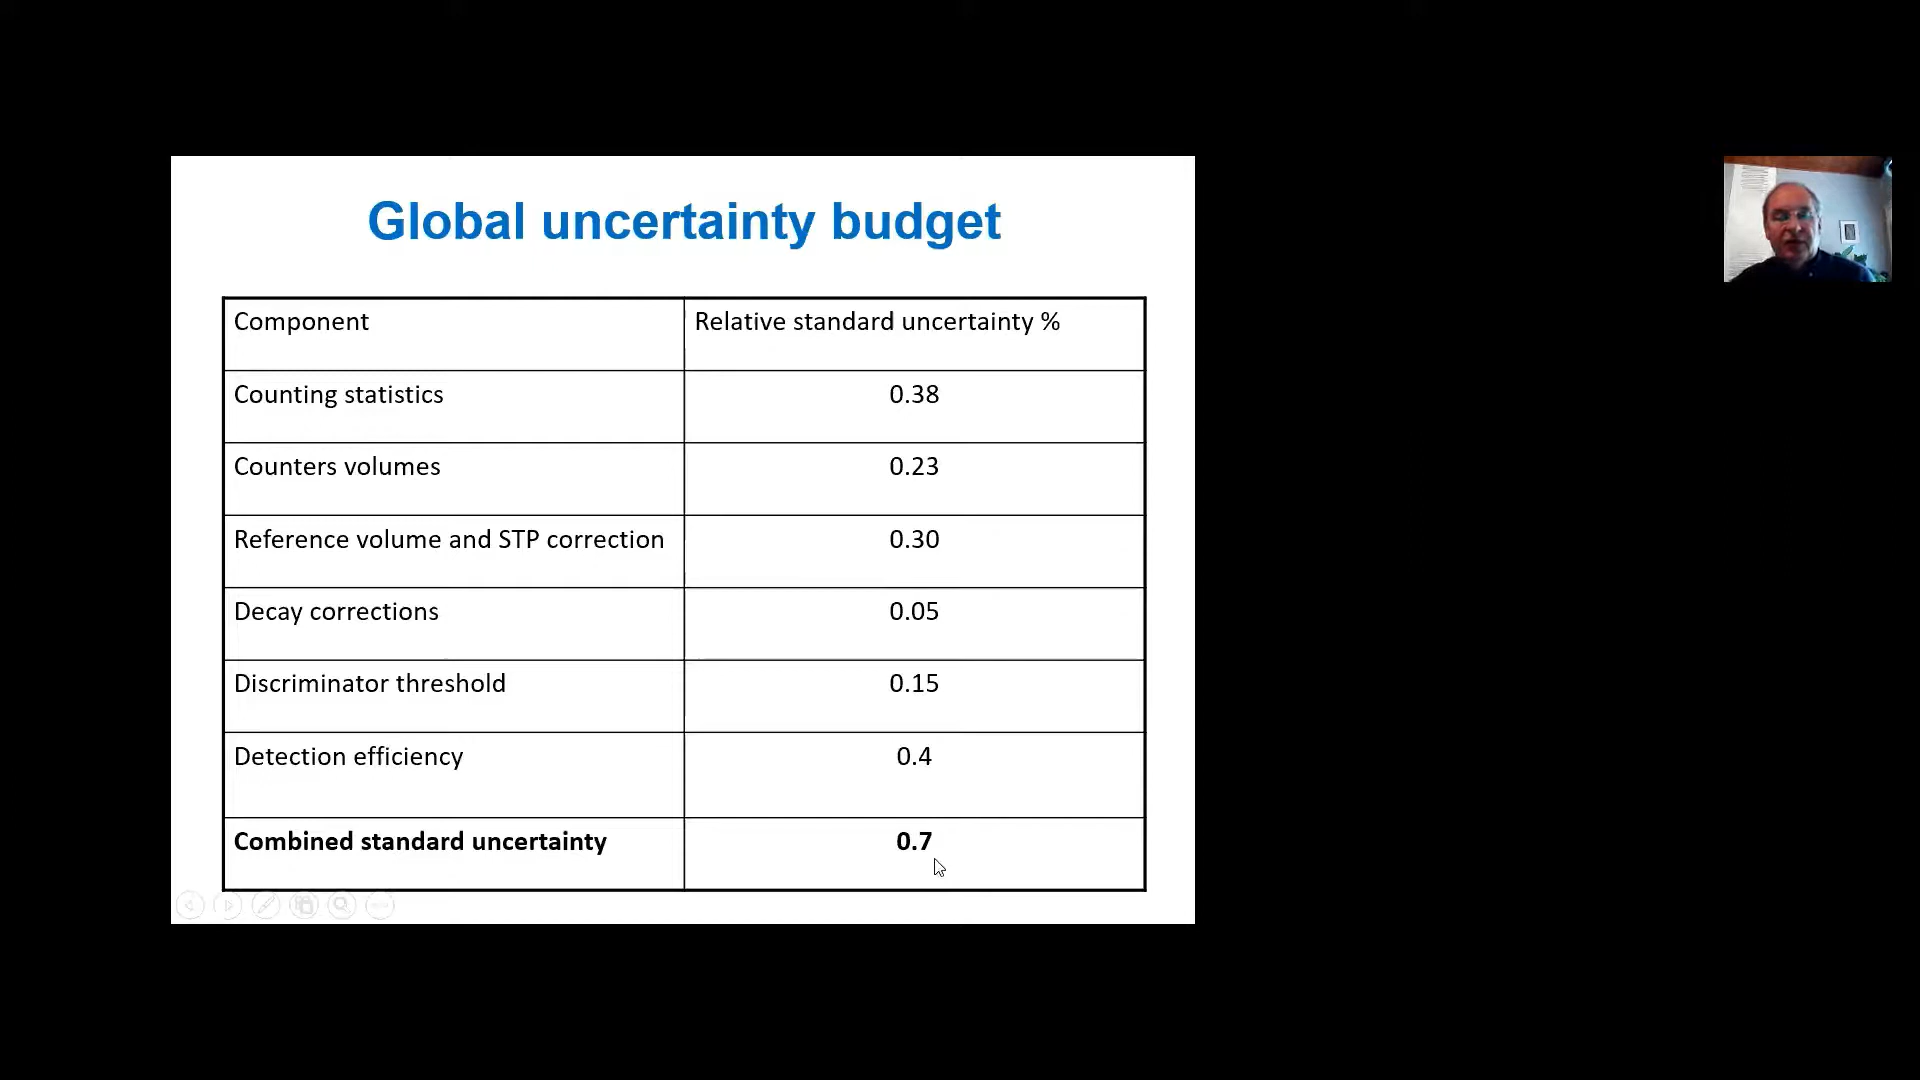 Global uncertainty budget
Component Relative standard uncertainty %
Counting statistics 0.38
Counters volumes 0.23
Reference volume and STP correction 0.30
Decay corrections 0.05
Discriminator threshold 0.15
Detection efficiency 0.4
Combined standard uncertainty 0.7